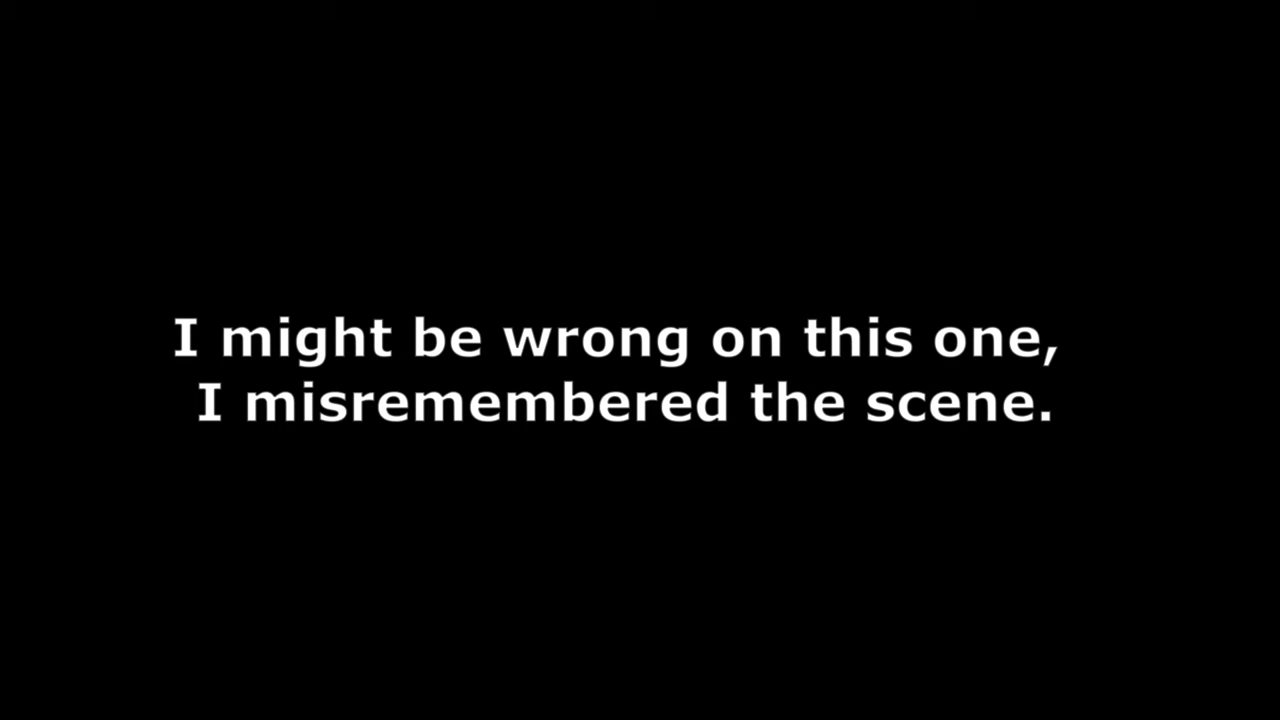 I might be wrong on this one,
I misremembered the scene.